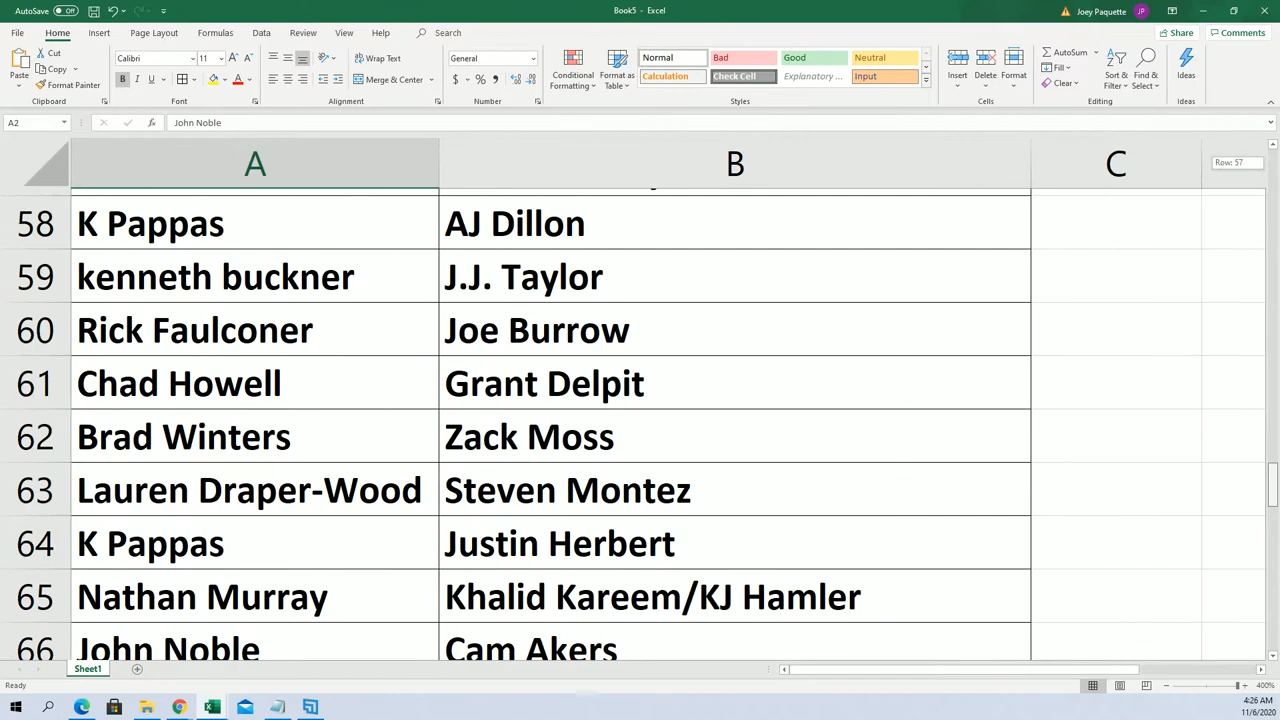 AutoSave Off
Book5 - Excel
Joey Paquette JP
File Home Insert Page Layout Formulas Data Review View Help Search
Share Comments
Paste
Cut
Copy
Format Painter
Clipboard
Calibri 11
B I U
Font
Wrap Text
Merge & Center
Alignment
General
$ % ,
Number
Conditional Formatting
Format as Table
Normal Bad Good Neutral
Calculation Check Cell Explanatory ... Input
Styles
Insert Delete Format
Cells
AutoSum
Fill
Clear
Sort & Filter
Find & Select
Editing
Ideas
Ideas
A2 fx John Noble
A B C
Row: 57
58 K Pappas AJ Dillon
59 kenneth buckner J.J. Taylor
60 Rick Faulconer Joe Burrow
61 Chad Howell Grant Delpit
62 Brad Winters Zack Moss
63 Lauren Draper-Wood Steven Montez
64 K Pappas Justin Herbert
65 Nathan Murray Khalid Kareem/KJ Hamler
66 John Noble Cam Akers
Sheet1
Ready
400%
4:26 AM
11/6/2020